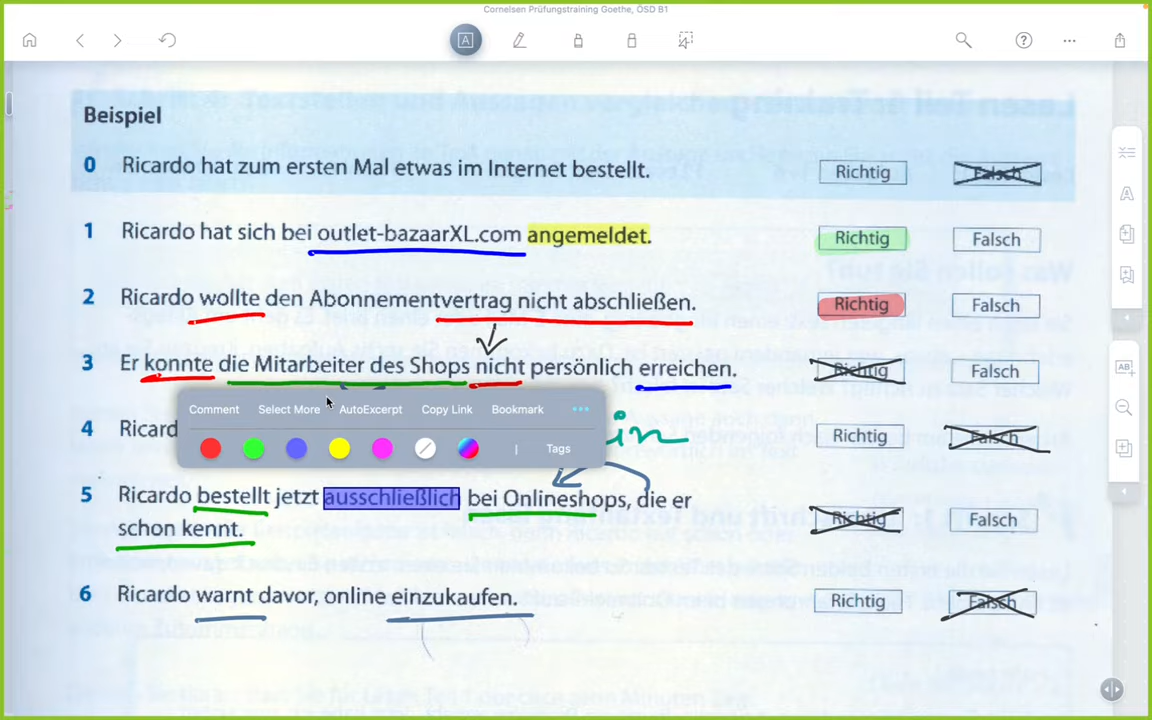 Cornelsen Prüfungstraining Goethe, ÖSD B1
Beispiel
0 Ricardo hat zum ersten Mal etwas im Internet bestellt. Richtig Falsch
1 Ricardo hat sich bei outlet-bazaarXL.com angemeldet. Richtig Falsch
2 Ricardo wollte den Abonnementvertrag nicht abschließen. Richtig Falsch
3 Er konnte die Mitarbeiter des Shops nicht persönlich erreichen. Richtig Falsch
Comment Select More AutoExcerpt Copy Link Bookmark
4 Ricard in Richtig Falsch
Tags
5 Ricardo bestellt jetzt ausschließlich bei Onlineshops, die er
schon kennt. Richtig Falsch
6 Ricardo warnt davor, online einzukaufen. Richtig Falsch